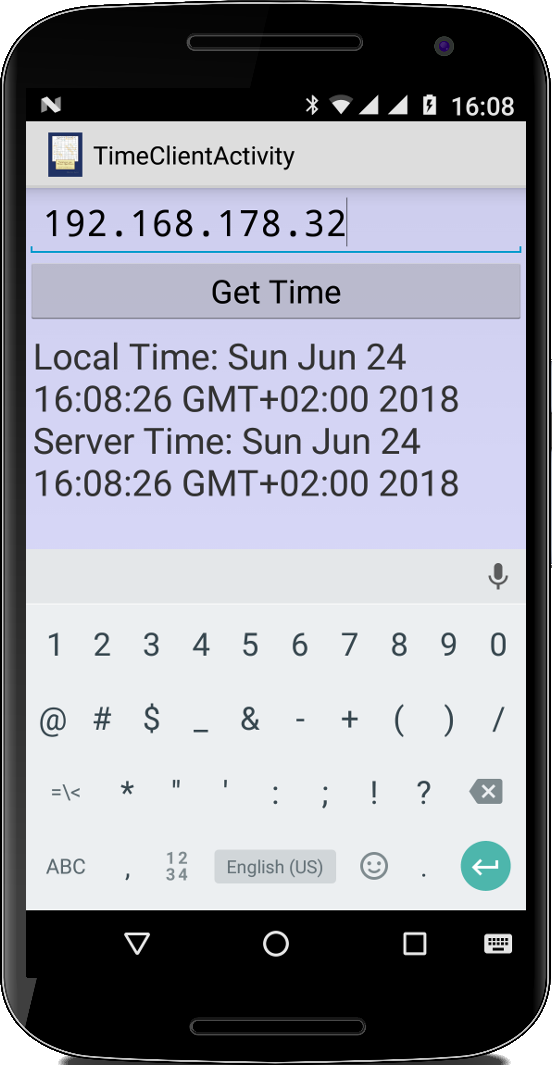 16:08
TimeClientActivity
192.168.178.32
Get Time
Local Time: Sun Jun 24
16:08:26 GMT+02:00 2018
Server Time: Sun Jun 24
16:08:26 GMT+02:00 2018
1 2 3 4 5 6 7 8 9 0
@ # $ _ & - + ( ) /
=\< * " ' : ; ! ?
ABC , 12 34 English (US) .